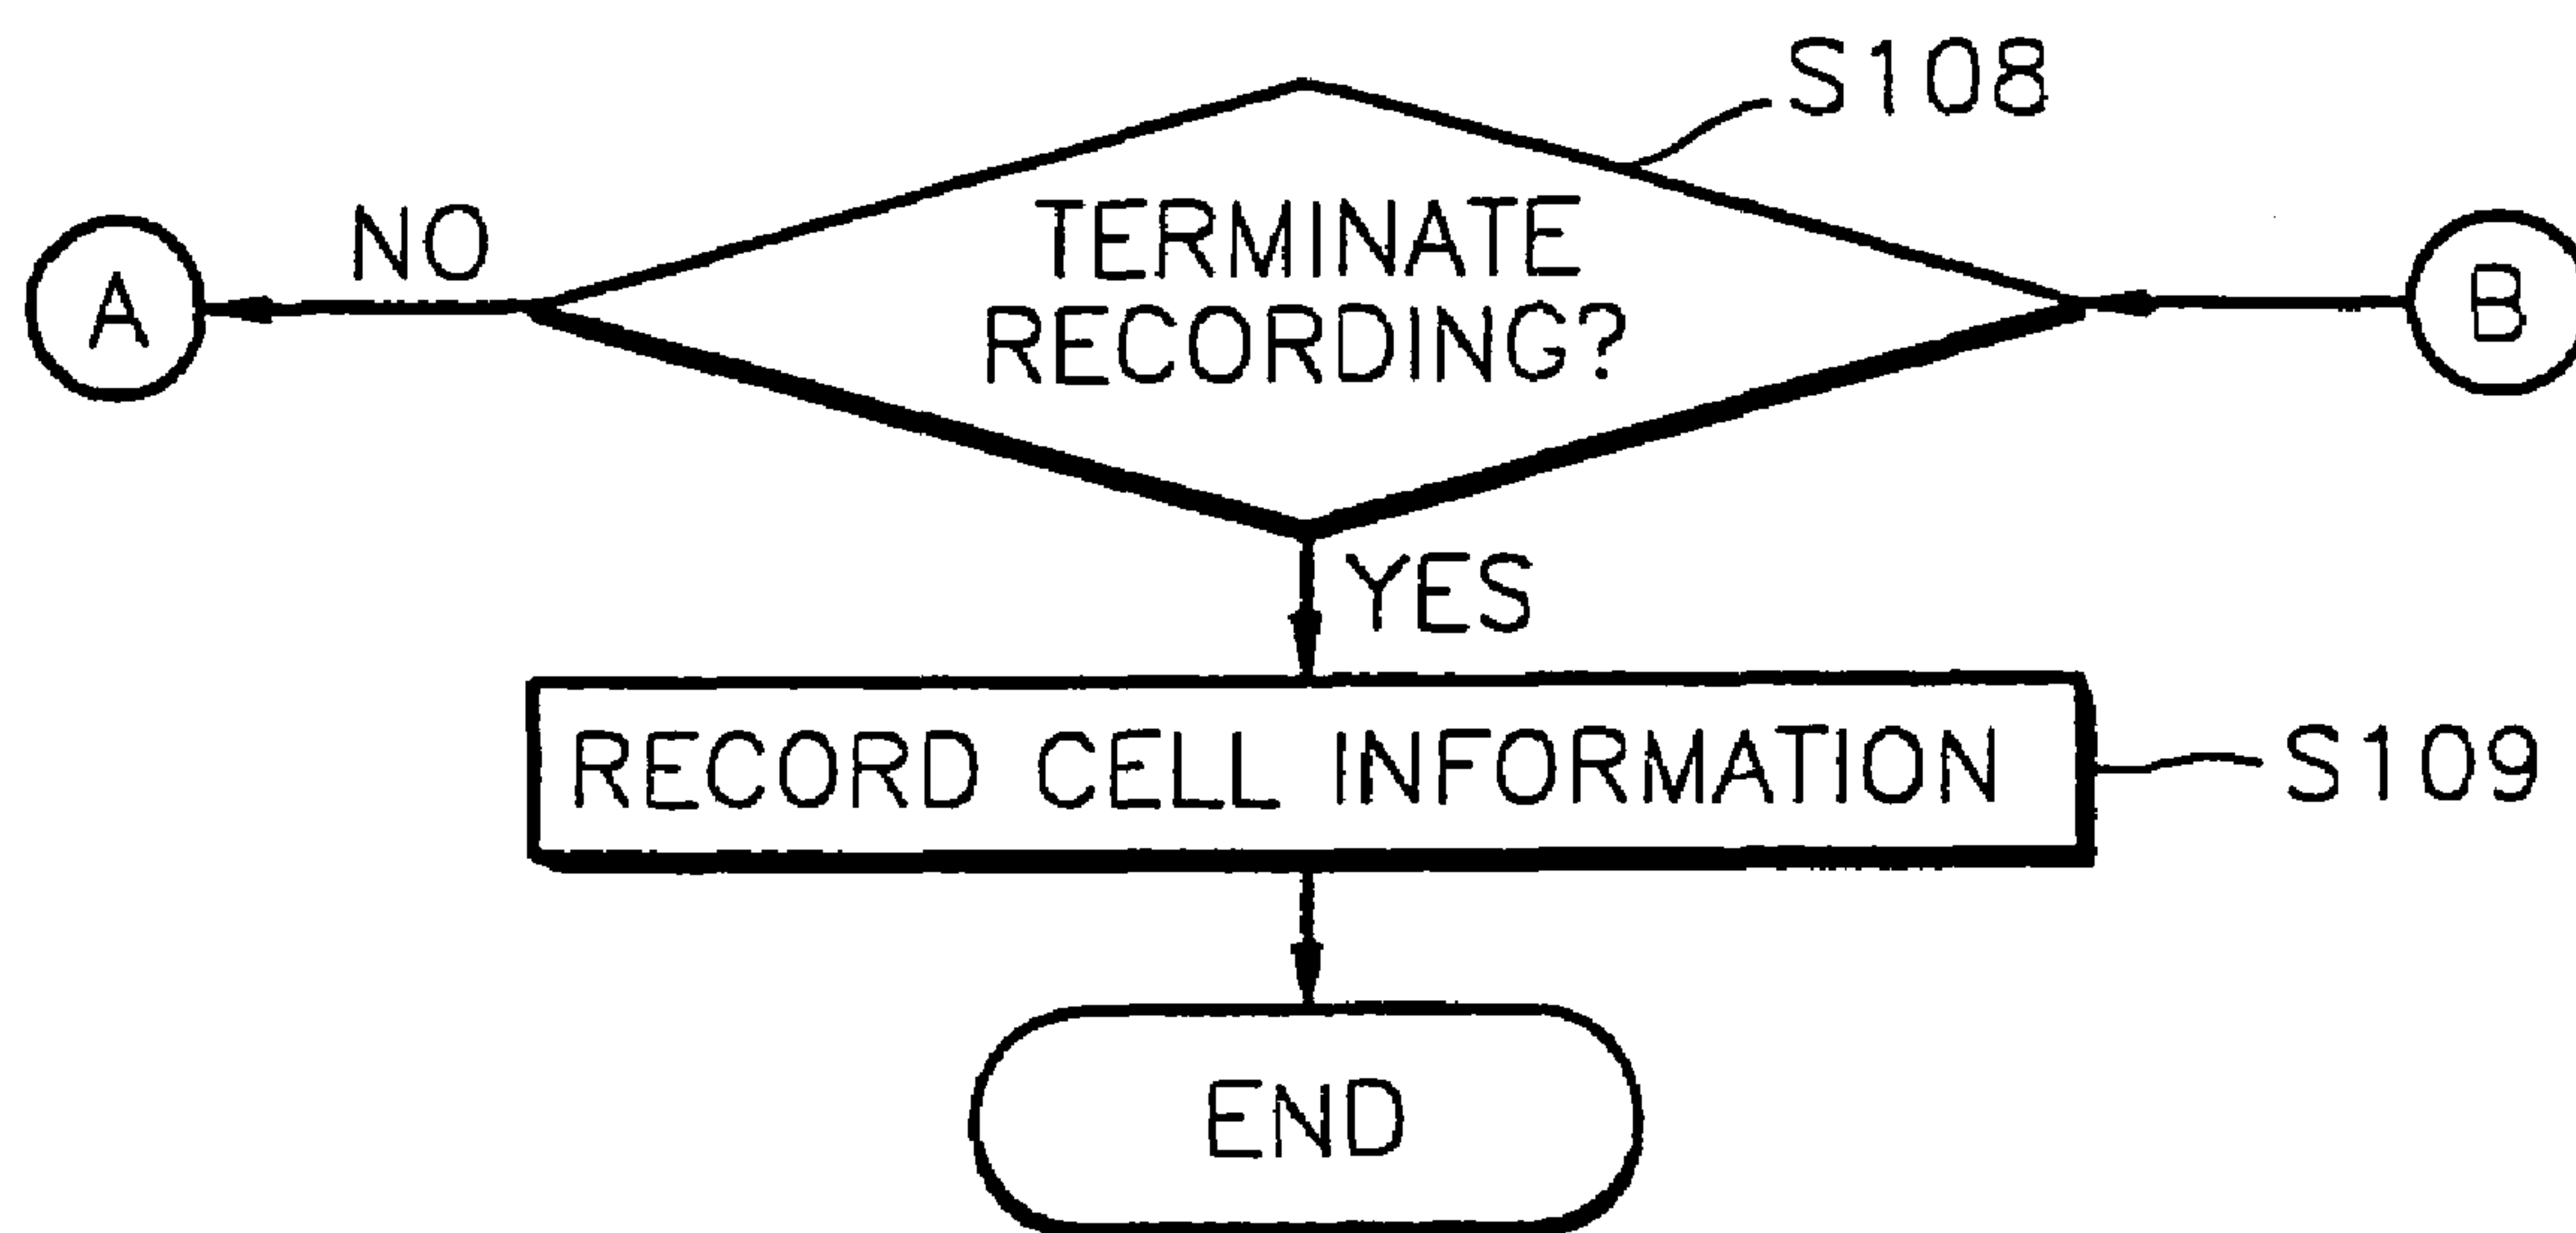 S108
NO
TERMINATE
A
B
RECORDING?
YES
RECORD CELL INFORMATION
S109
END